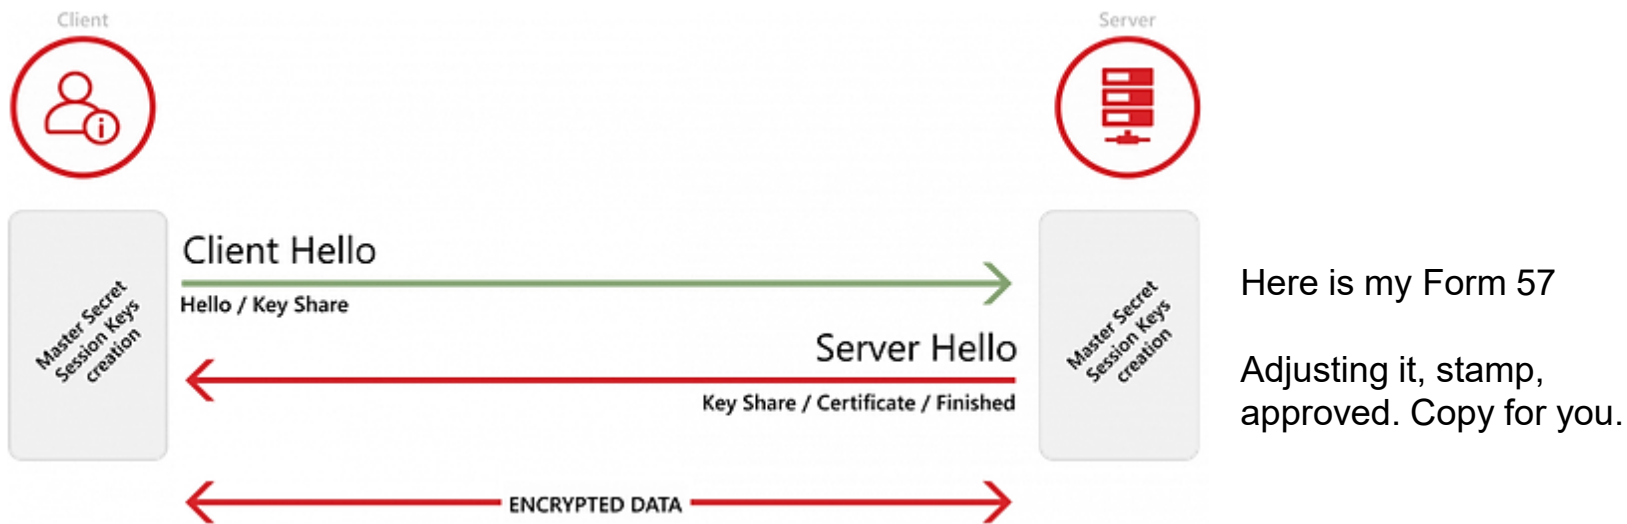 Client
Server
Client Hello
Hello / Key Share
Server Hello
Key Share / Certificate / Finished
Master Secret
Session Keys
creation
Master Secret
Session Keys
creation
ENCRYPTED DATA
Here is my Form 57
Adjusting it, stamp,
approved. Copy for you.